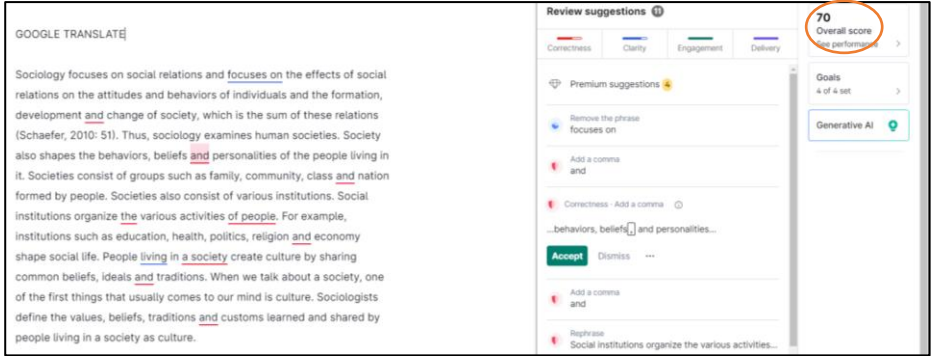 GOOGLE TRANSLATE
Sociology focuses on social relations and focuses on the effects of social
relations on the attitudes and behaviors of individuals and the formation,
development and change of society, which is the sum of these relations
(Schaefer, 2010: 51). Thus, sociology examines human societies. Society
also shapes the behaviors, beliefs and personalities of the people living in
it. Societies consist of groups such as family, community, class and nation
formed by people. Societies also consist of various institutions. Social
institutions organize the various activities of people. For example,
institutions such as education, health, politics, religion and economy
shape social life. People living in a society create culture by sharing
common beliefs, ideals and traditions. When we talk about a society, one
of the first things that usually comes to our mind is culture. Sociologists
define the values, beliefs, traditions and customs learned and shared by
people living in a society as culture.
Review suggestions 11
Correctness Clarity Engagement Delivery
Premium suggestions 4
Remove the phrase
focuses on
Add a comma
and
Correctness · Add a comma
...behaviors, beliefs, and personalities...
Accept Dismiss ...
Add a comma
and
Rephrase
Social institutions organize the various activities...
70
Overall score
See performance
Goals
4 of 4 set
Generative AI